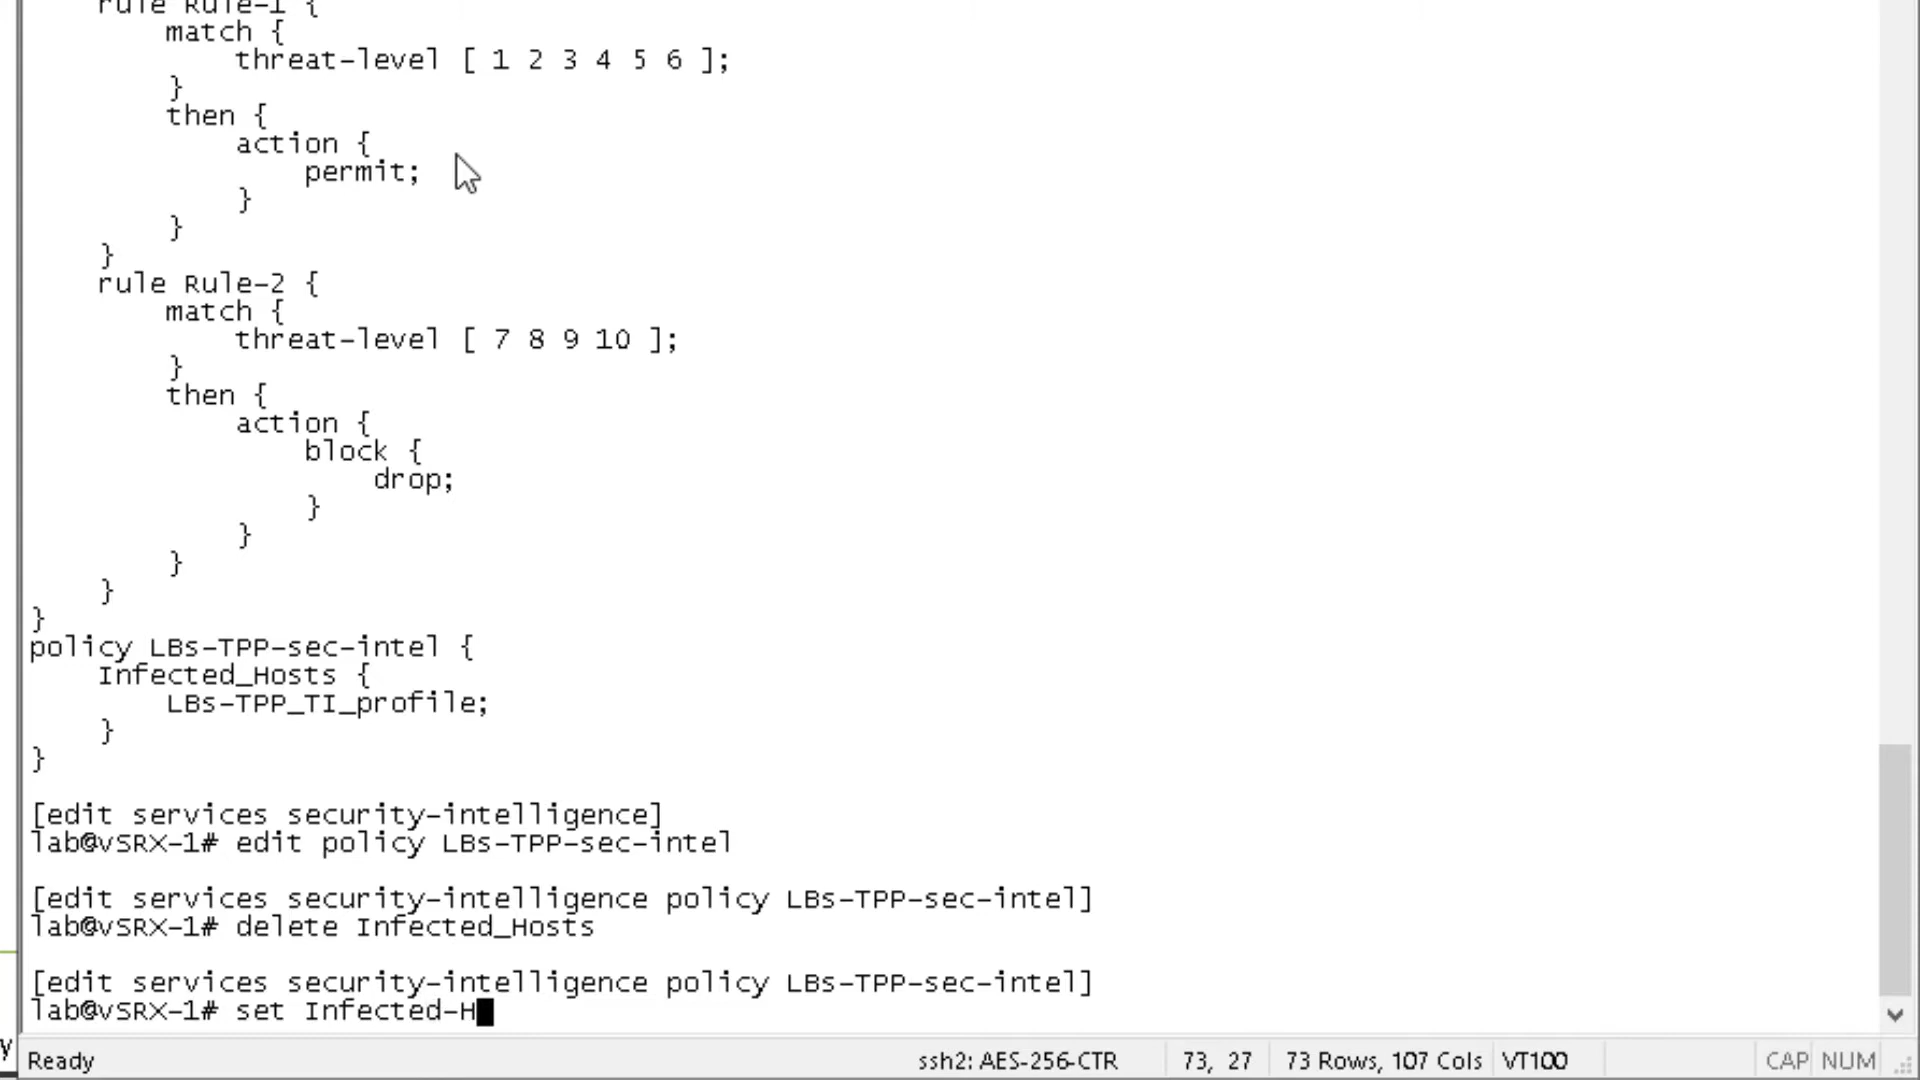 rule Rule-1 {
match {
threat-level [ 1 2 3 4 5 6 ];
}
then {
action {
permit;
}
}
}
rule Rule-2 {
match {
threat-level [ 7 8 9 10 ];
}
then {
action {
block {
drop;
}
}
}
}
}
policy LBs-TPP-sec-intel {
Infected_Hosts {
LBs-TPP_TI_profile;
}
}
[edit services security-intelligence]
lab@vSRX-1# edit policy LBs-TPP-sec-intel
[edit services security-intelligence policy LBs-TPP-sec-intel]
lab@vSRX-1# delete Infected_Hosts
[edit services security-intelligence policy LBs-TPP-sec-intel]
lab@vSRX-1# set Infected-H
y
Ready ssh2: AES-256-CTR 73, 27 73 Rows, 107 Cols VT100 CAP NUM